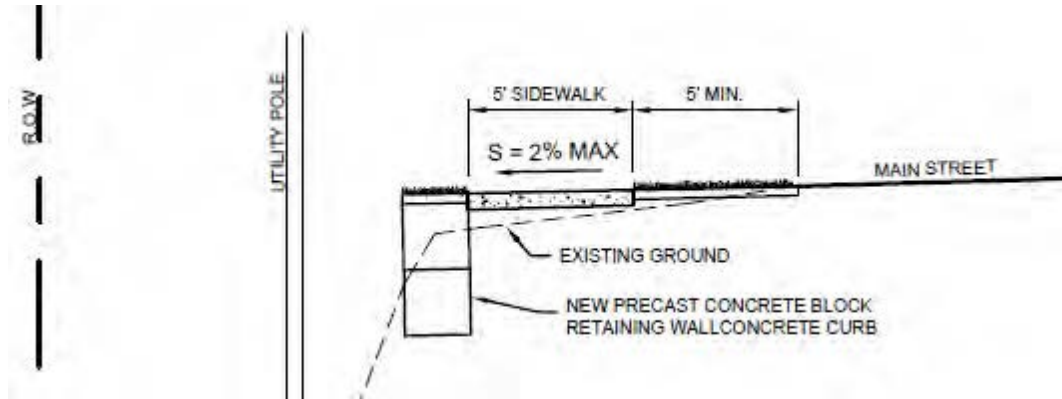 R.O.W
UTILITY POLE
5' SIDEWALK
5' MIN.
S = 2% MAX
MAIN STREET
EXISTING GROUND
NEW PRECAST CONCRETE BLOCK
RETAINING WALLCONCRETE CURB